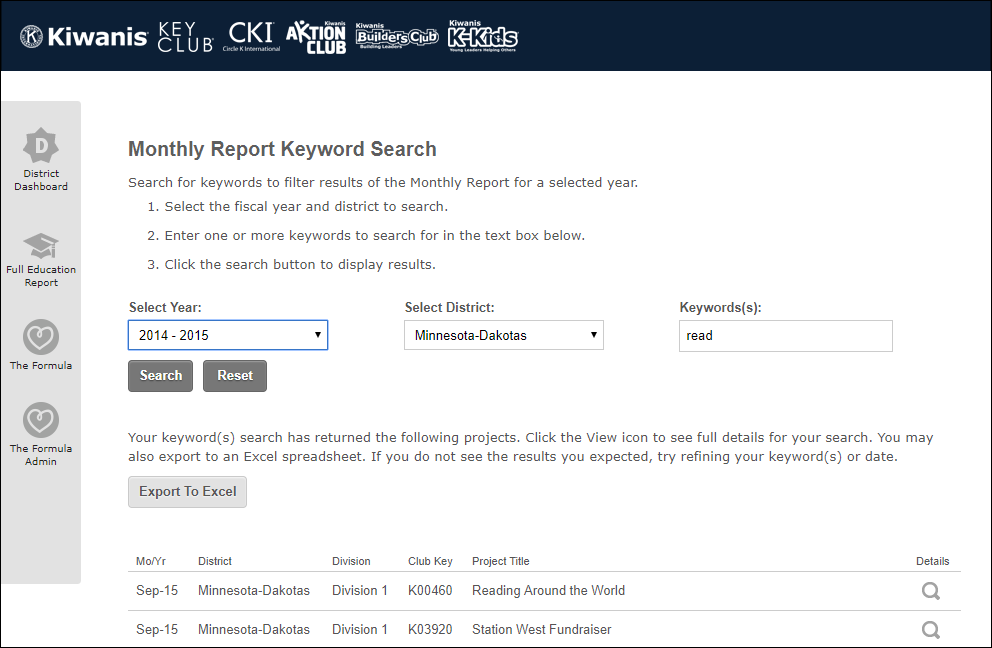 Kiwanis
KEY CLUB
CKI Circle K International
Kiwanis AKTION CLUB
Kiwanis Builders Club Building Leaders
Kiwanis K-Kids Young Leaders Helping Others
D
District
Dashboard
Full Education
Report
The Formula
The Formula
Admin
Monthly Report Keyword Search
Search for keywords to filter results of the Monthly Report for a selected year.
1. Select the fiscal year and district to search.
2. Enter one or more keywords to search for in the text box below.
3. Click the search button to display results.
Select Year: Select District: Keywords(s):
2014 - 2015 Minnesota-Dakotas read
Search Reset
Your keyword(s) search has returned the following projects. Click the View icon to see full details for your search. You may
also export to an Excel spreadsheet. If you do not see the results you expected, try refining your keyword(s) or date.
Export To Excel
Mo/Yr District Division Club Key Project Title Details
Sep-15 Minnesota-Dakotas Division 1 K00460 Reading Around the World
Sep-15 Minnesota-Dakotas Division 1 K03920 Station West Fundraiser